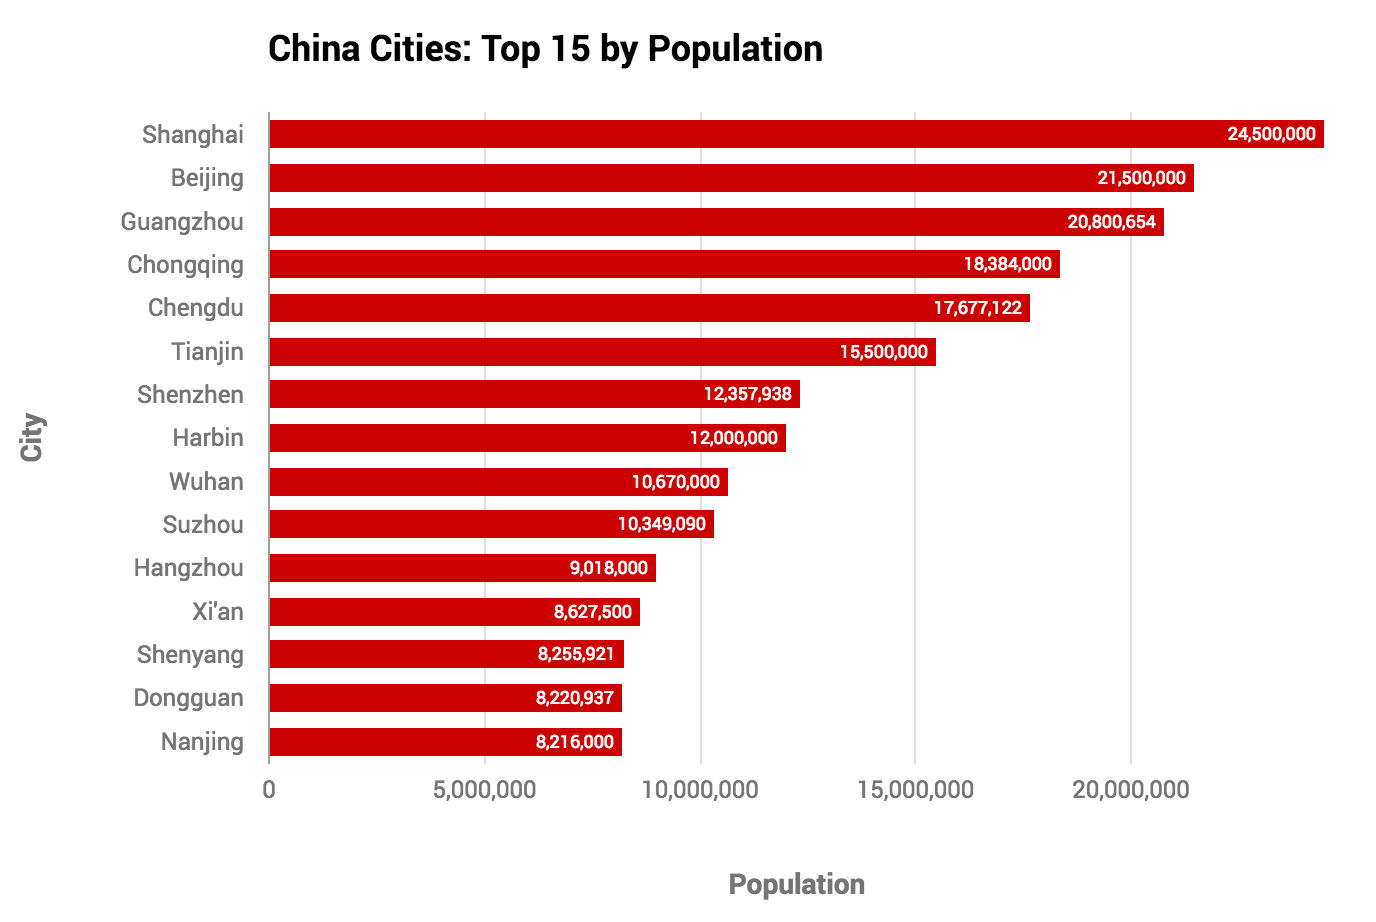 China Cities: Top 15 by Population
City
Shanghai 24,500,000
Beijing 21,500,000
Guangzhou 20,800,654
Chongqing 18,384,000
Chengdu 17,677,122
Tianjin 15,500,000
Shenzhen 12,357,938
Harbin 12,000,000
Wuhan 10,670,000
Suzhou 10,349,090
Hangzhou 9,018,000
Xi'an 8,627,500
Shenyang 8,255,921
Dongguan 8,220,937
Nanjing 8,216,000
0 5,000,000 10,000,000 15,000,000 20,000,000
Population